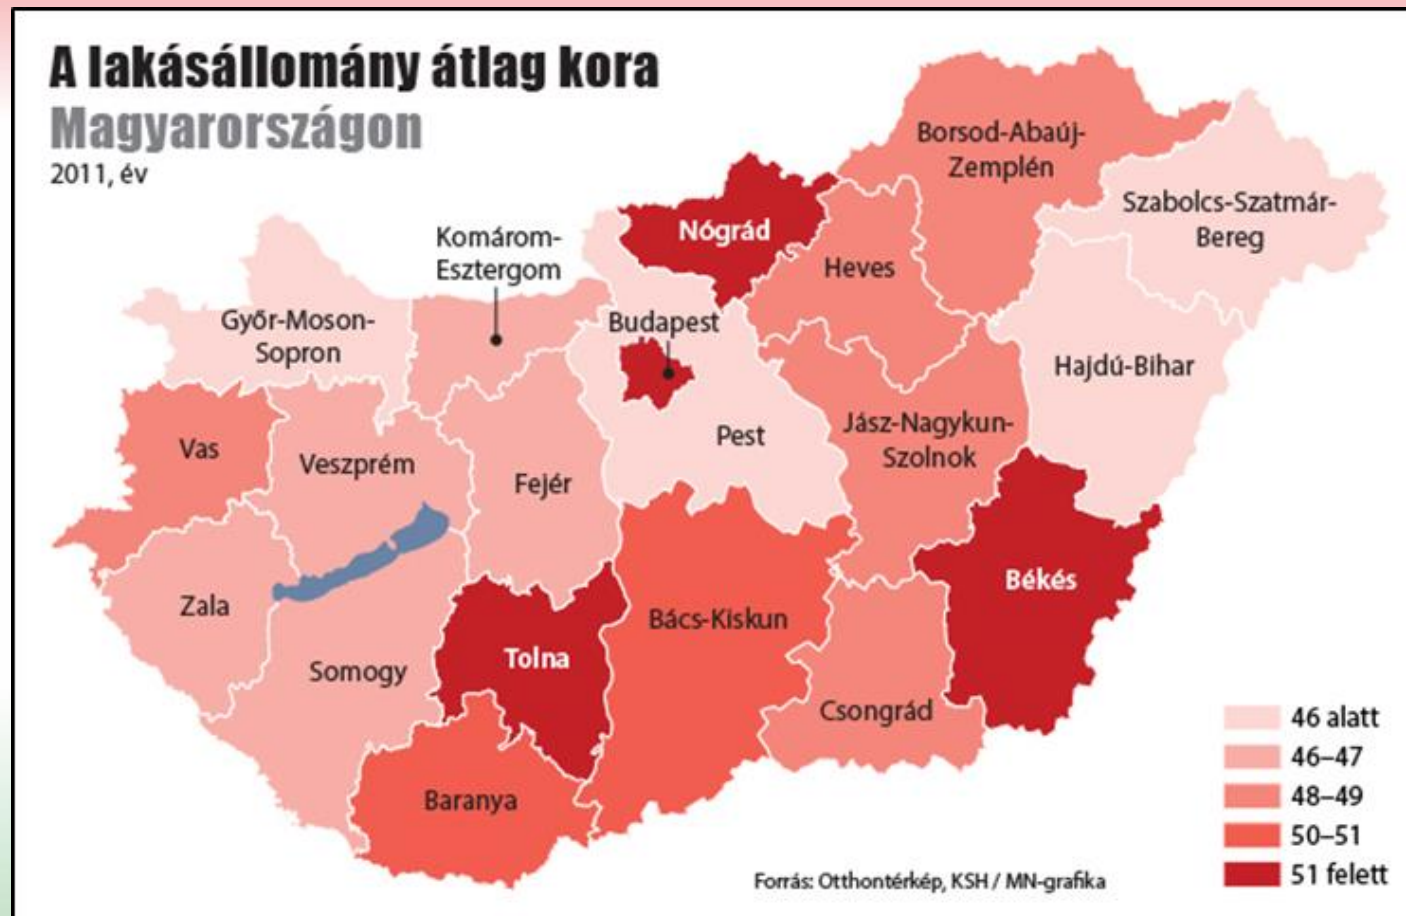 A lakásállomány átlag kora
Magyarországon
2011, év
Borsod-Abaúj-
Zemplén
Szabolcs-Szatmár-
Bereg
Nógrád
Komárom-
Esztergom
Heves
Győr-Moson-
Sopron
Budapest
Hajdú-Bihar
Vas
Veszprém
Fejér
Pest
Jász-Nagykun-
Szolnok
Békés
Zala
Bács-Kiskun
Tolna
Somogy
Csongrád
Baranya
46 alatt
46–47
48–49
50–51
51 felett
Forrás: Otthontérkép, KSH / MN-grafika